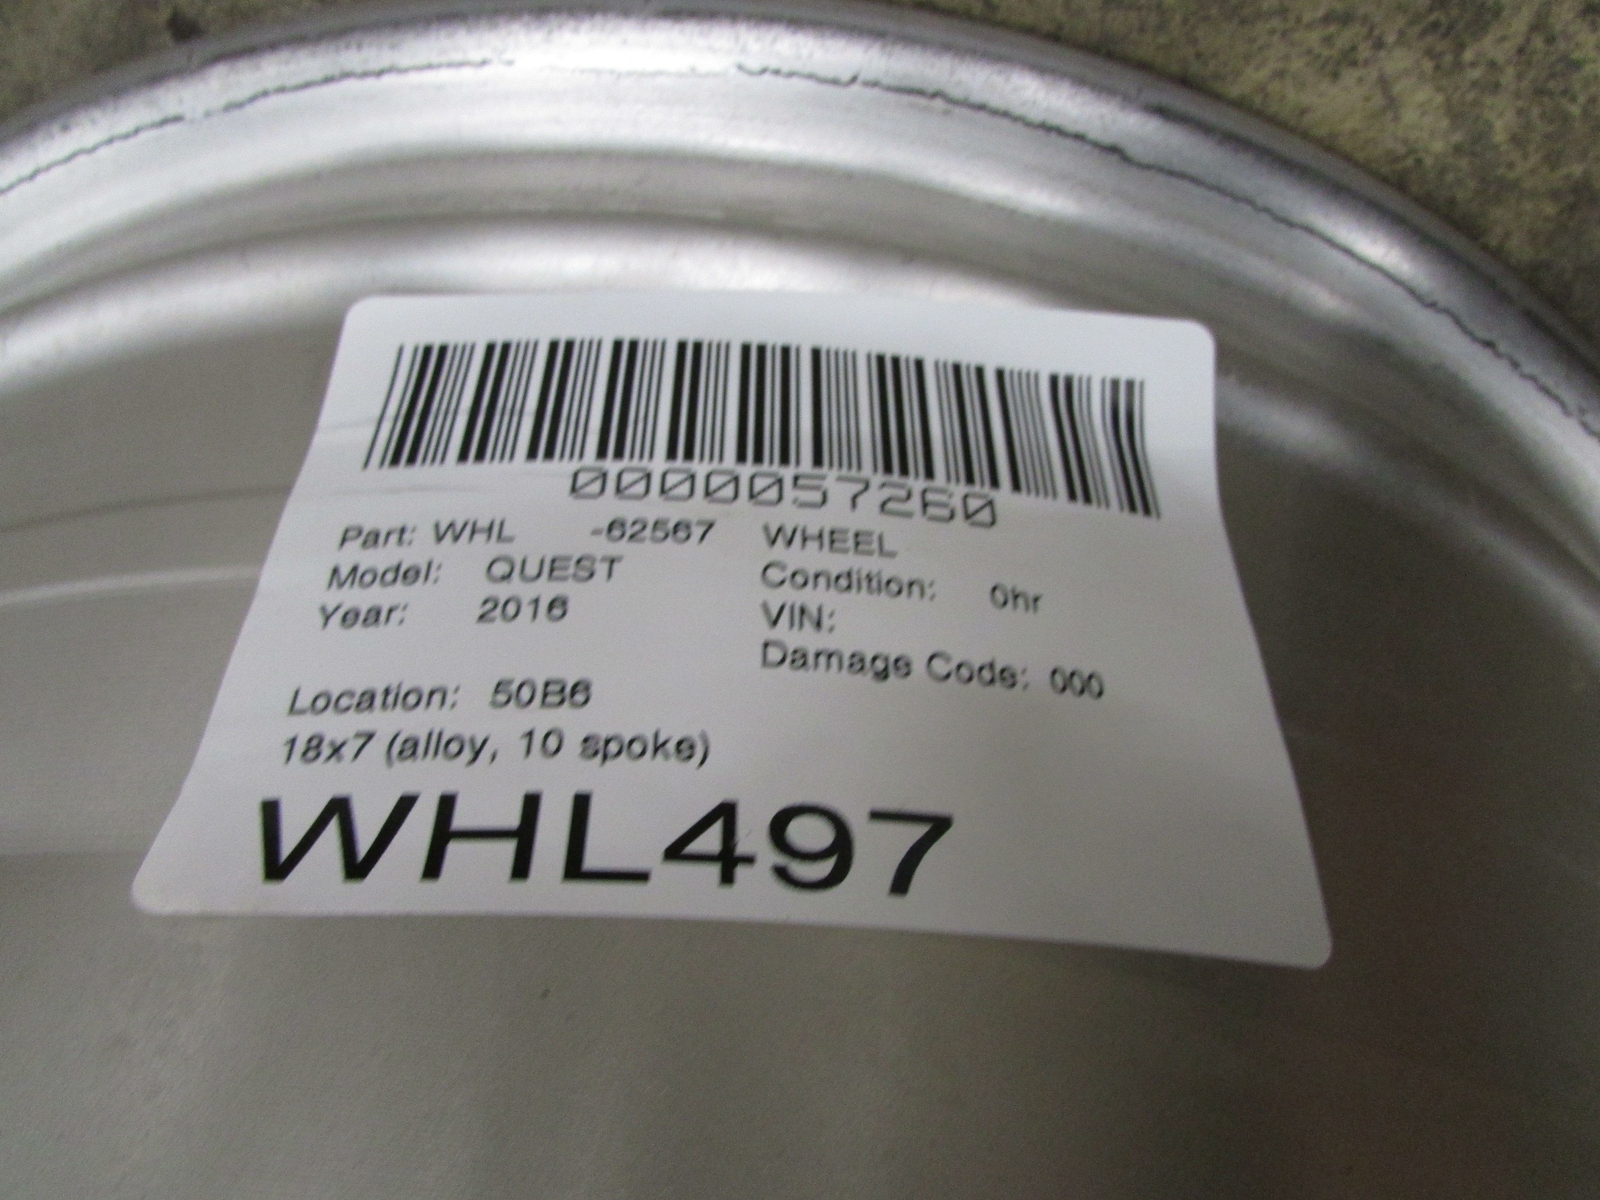 0000057260
Part: WHL -62567 WHEEL
Model: QUEST Condition: 0hr
Year: 2016 VIN:
Damage Code: 000
Location: 50B6
18x7 (alloy, 10 spoke)
WHL497